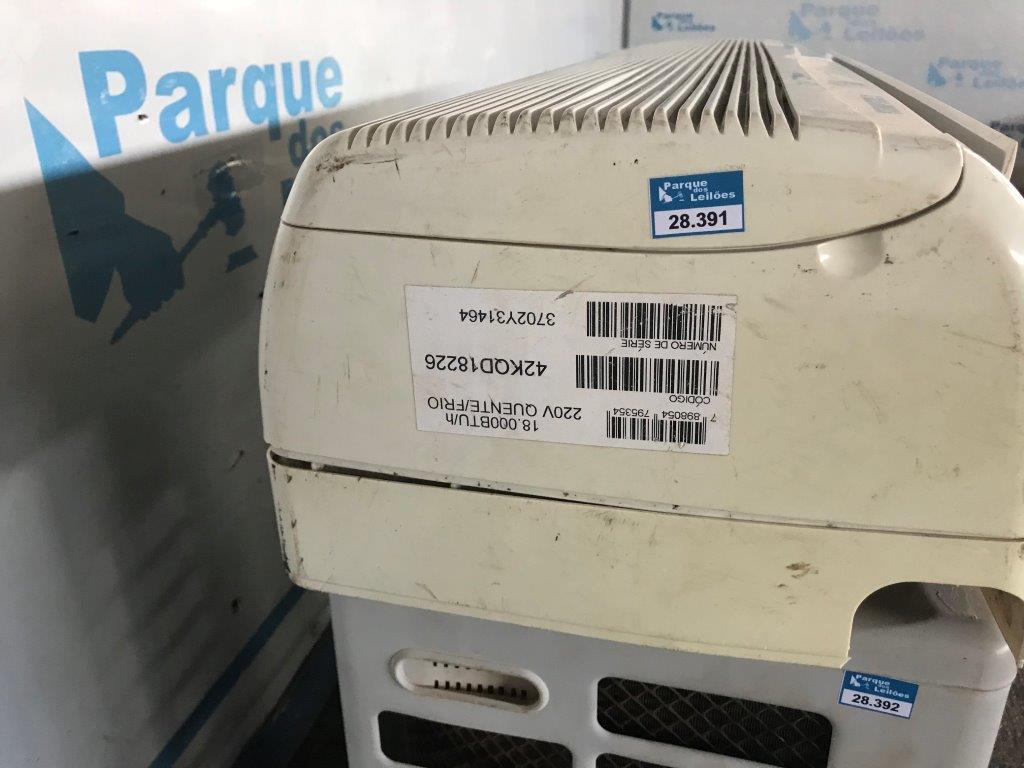 Parque
dos
Parque
Leilões
Leilões
Parque
dos
Leilões
28.391
18.000BTU/h
220V QUENTE/FRIO
7 898054 795354
CÓDIGO
42KQD18226
NÚMERO DE SÉRIE
3702Y31464
Parque
dos
Leilões
28.392